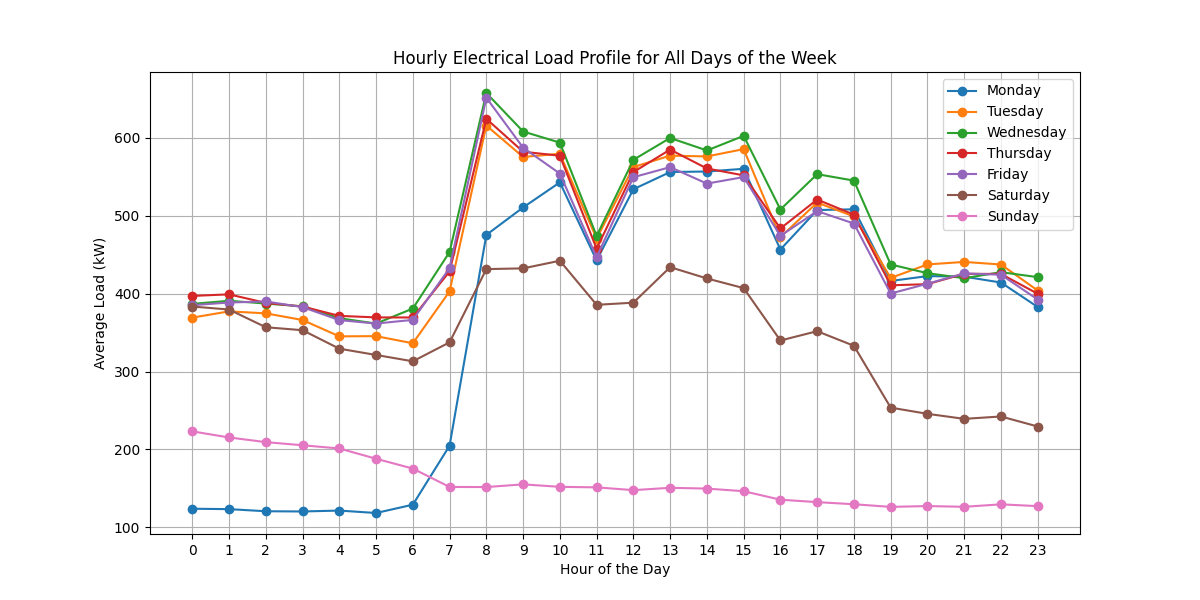 Hourly Electrical Load Profile for All Days of the Week
Monday
Tuesday
Wednesday
Thursday
Friday
Saturday
Sunday
600
500
400
300
200
100
Average Load (kW)
0 1 2 3 4 5 6 7 8 9 10 11 12 13 14 15 16 17 18 19 20 21 22 23
Hour of the Day